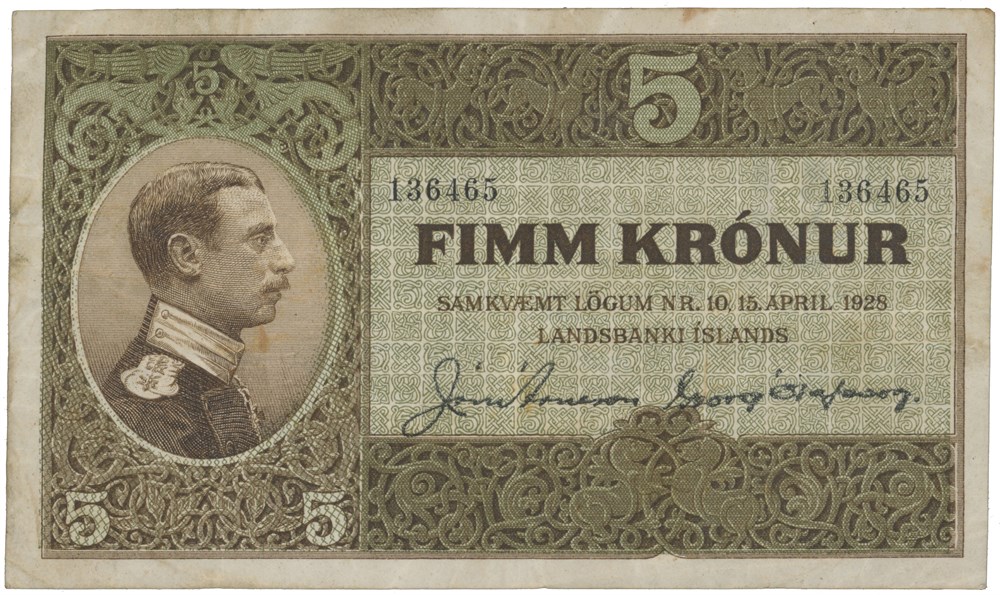 5
5
136465 136465
FIMM KRÓNUR
SAMKVÆMT LÖGUM NR. 10, 15. APRIL 1928
LANDSBANKI ÍSLANDS
5 5